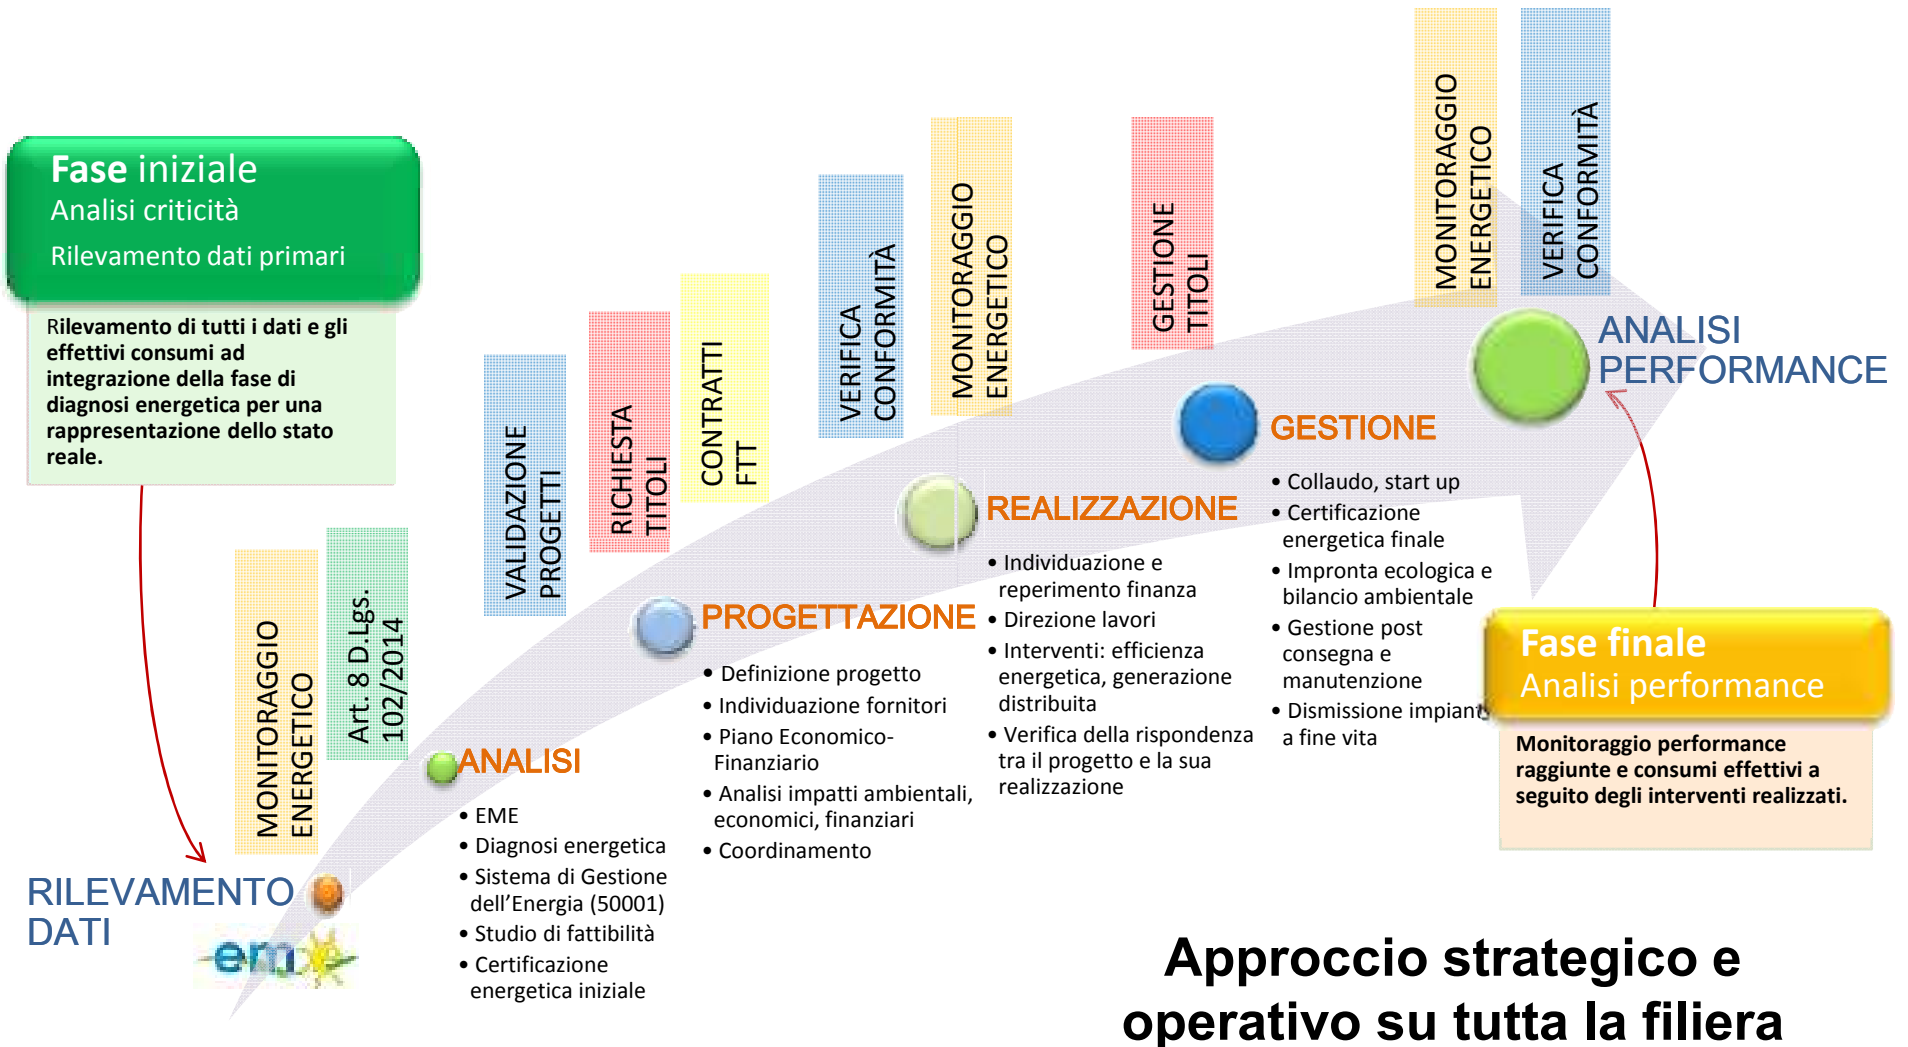 Fase iniziale
Analisi criticità
Rilevamento dati primari
Rilevamento di tutti i dati e gli
effettivi consumi ad
integrazione della fase di
diagnosi energetica per una
rappresentazione dello stato
reale.
RILEVAMENTO
DATI
em
MONITORAGGIO
ENERGETICO
Art. 8 D.Lgs.
102/2014
ANALISI
• EME
• Diagnosi energetica
• Sistema di Gestione
dell'Energia (50001)
• Studio di fattibilità
• Certificazione
energetica iniziale
VALIDAZIONE
PROGETTI
RICHIESTA
TITOLI
CONTRATTI
FTT
PROGETTAZIONE
• Definizione progetto
• Individuazione fornitori
• Piano Economico-
Finanziario
• Analisi impatti ambientali,
economici, finanziari
• Coordinamento
VERIFICA
CONFORMITÀ
MONITORAGGIO
ENERGETICO
REALIZZAZIONE
• Individuazione e
reperimento finanza
• Direzione lavori
• Interventi: efficienza
energetica, generazione
distribuita
• Verifica della rispondenza
tra il progetto e la sua
realizzazione
GESTIONE
TITOLI
GESTIONE
• Collaudo, start up
• Certificazione
energetica finale
• Impronta ecologica e
bilancio ambientale
• Gestione post
consegna e
manutenzione
• Dismissione impianto
a fine vita
MONITORAGGIO
ENERGETICO
VERIFICA
CONFORMITÀ
ANALISI
PERFORMANCE
Fase finale
Analisi performance
Monitoraggio performance
raggiunte e consumi effettivi a
seguito degli interventi realizzati.
Approccio strategico e
operativo su tutta la filiera